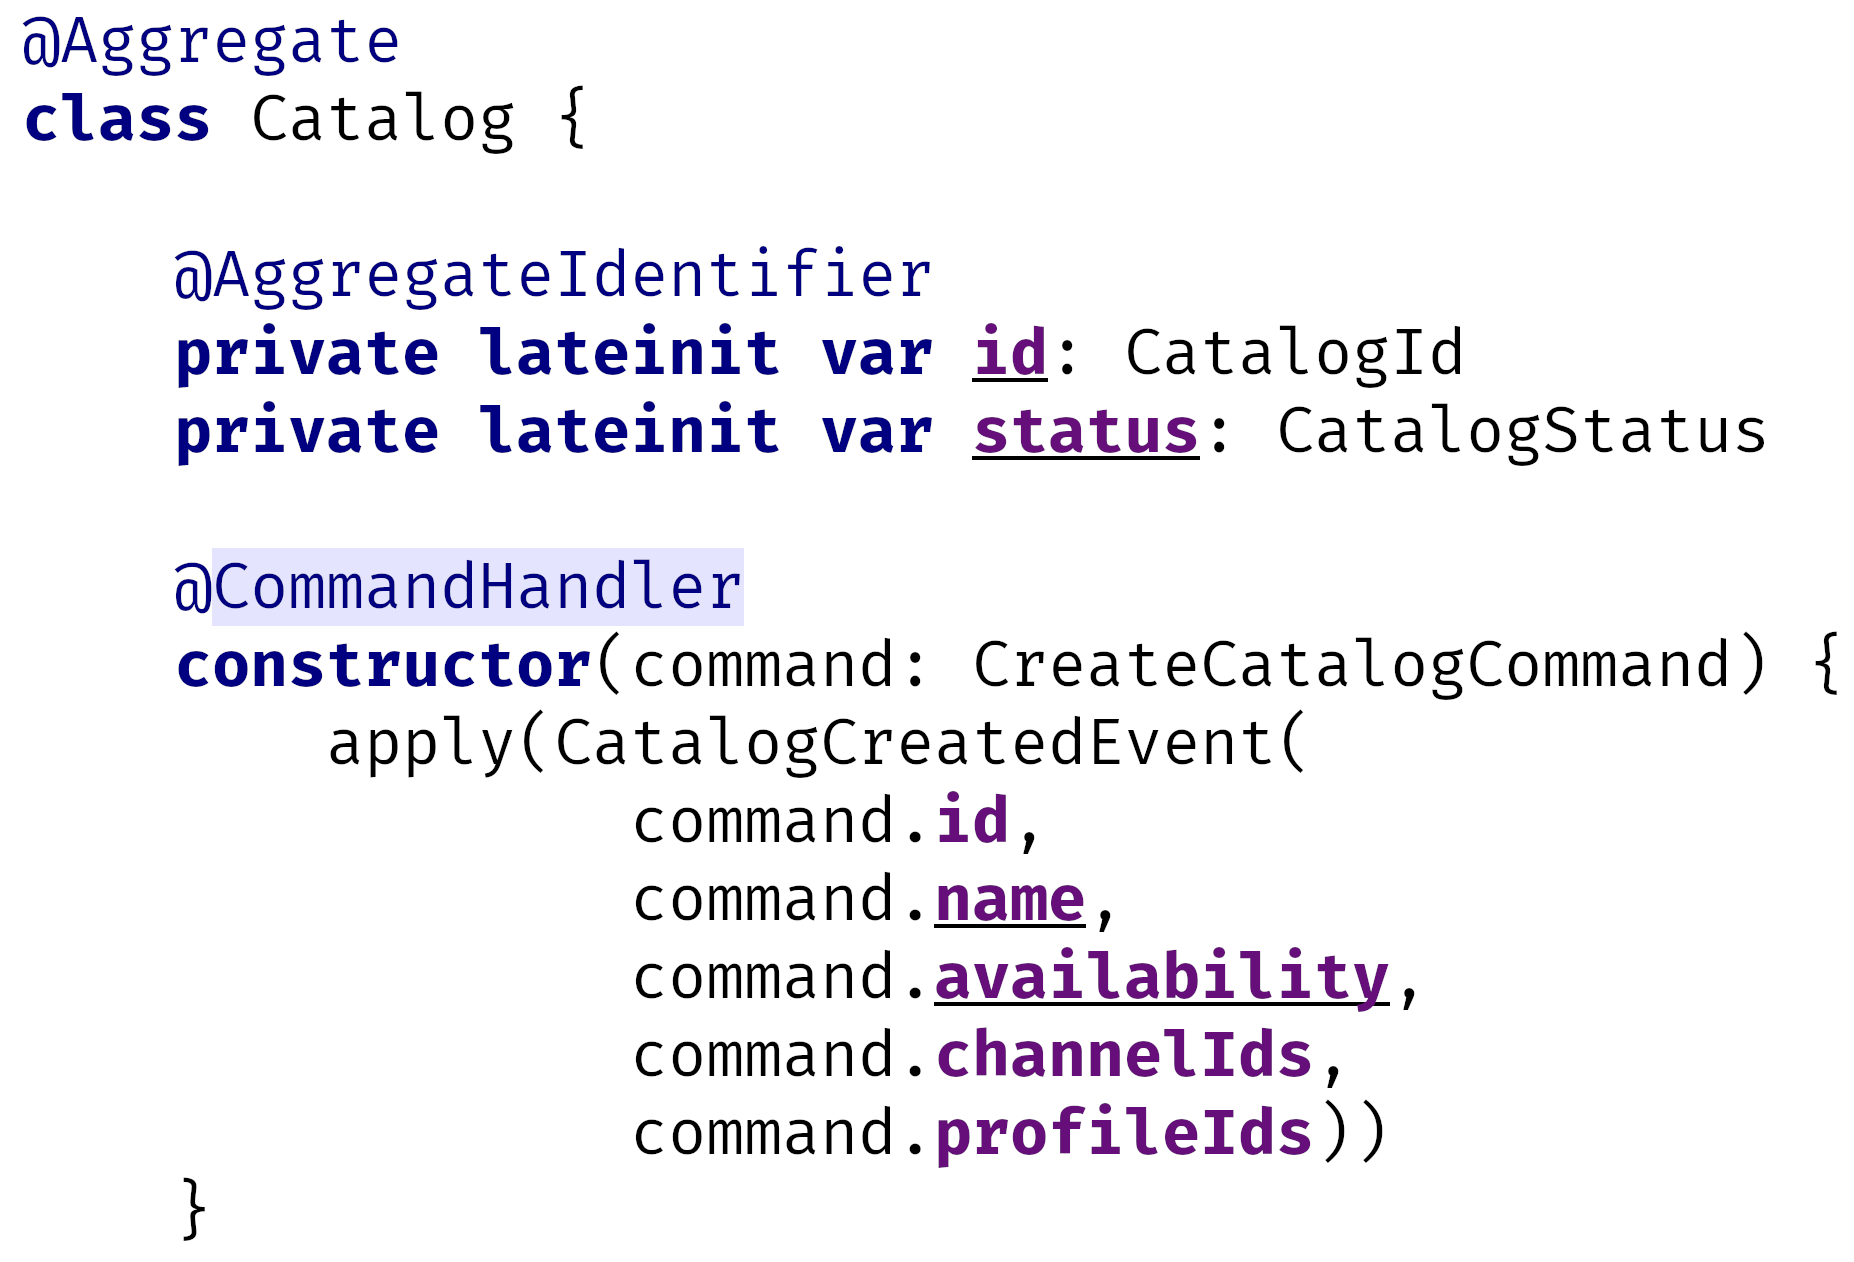 @Aggregate
class Catalog {
@AggregateIdentifier
private lateinit var id: CatalogId
private lateinit var status: CatalogStatus
@CommandHandler
constructor(command: CreateCatalogCommand) {
apply(CatalogCreatedEvent(
command.id,
command.name,
command.availability,
command.channelIds,
command.profileIds))
}